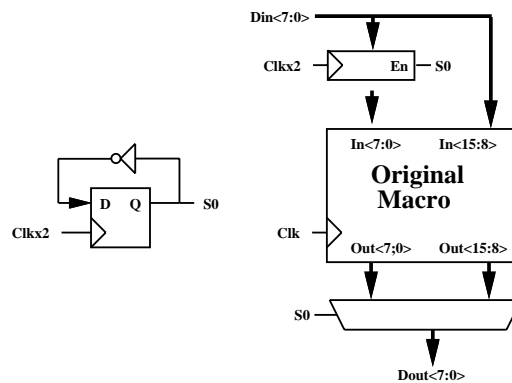 Din<7:0>
Clkx2
En
S0
In<7:0>
In<15:8>
Original
Macro
D
Q
S0
Clkx2
Clk
Out<7;0>
Out<15:8>
S0
Dout<7:0>